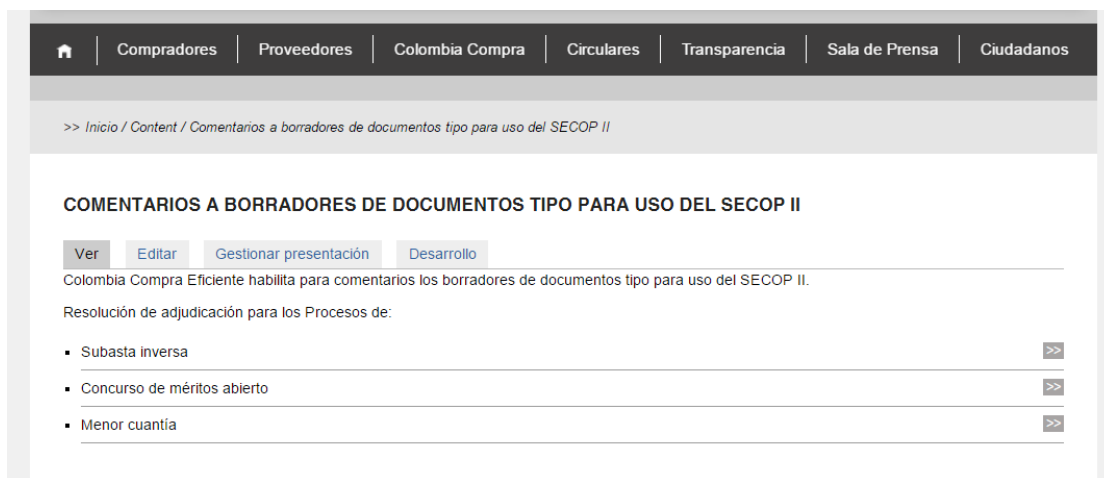 Compradores Proveedores Colombia Compra Circulares Transparencia Sala de Prensa Ciudadanos
>> Inicio / Content / Comentarios a borradores de documentos tipo para uso del SECOP II
COMENTARIOS A BORRADORES DE DOCUMENTOS TIPO PARA USO DEL SECOP II
Ver Editar Gestionar presentación Desarrollo
Colombia Compra Eficiente habilita para comentarios los borradores de documentos tipo para uso del SECOP II.
Resolución de adjudicación para los Procesos de:
▪ Subasta inversa >>
▪ Concurso de méritos abierto >>
▪ Menor cuantía >>